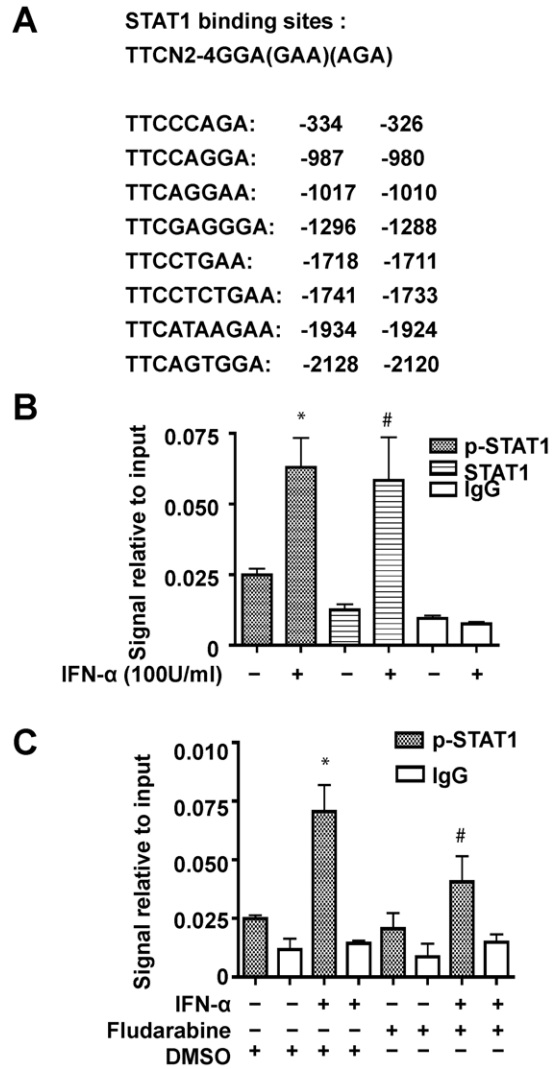 A
STAT1 binding sites :
TTCN2-4GGA(GAA)(AGA)
TTCCCAGA: -334 -326
TTCCAGGA: -987 -980
TTCAGGAA: -1017 -1010
TTCGAGGGA: -1296 -1288
TTCCTGAA: -1718 -1711
TTCCTCTGAA: -1741 -1733
TTCATAAGAA: -1934 -1924
TTCAGTGGA: -2128 -2120
B
Signal relative to input
0.075
0.050
0.025
0
* #
p-STAT1
STAT1
IgG
IFN-α (100U/ml) – + – + – +
C
Signal relative to input
0.010
0.075
0.050
0.025
0
* #
p-STAT1
IgG
IFN-α – – + + – – + +
Fludarabine – – – – + + + +
DMSO + + + + – – – –